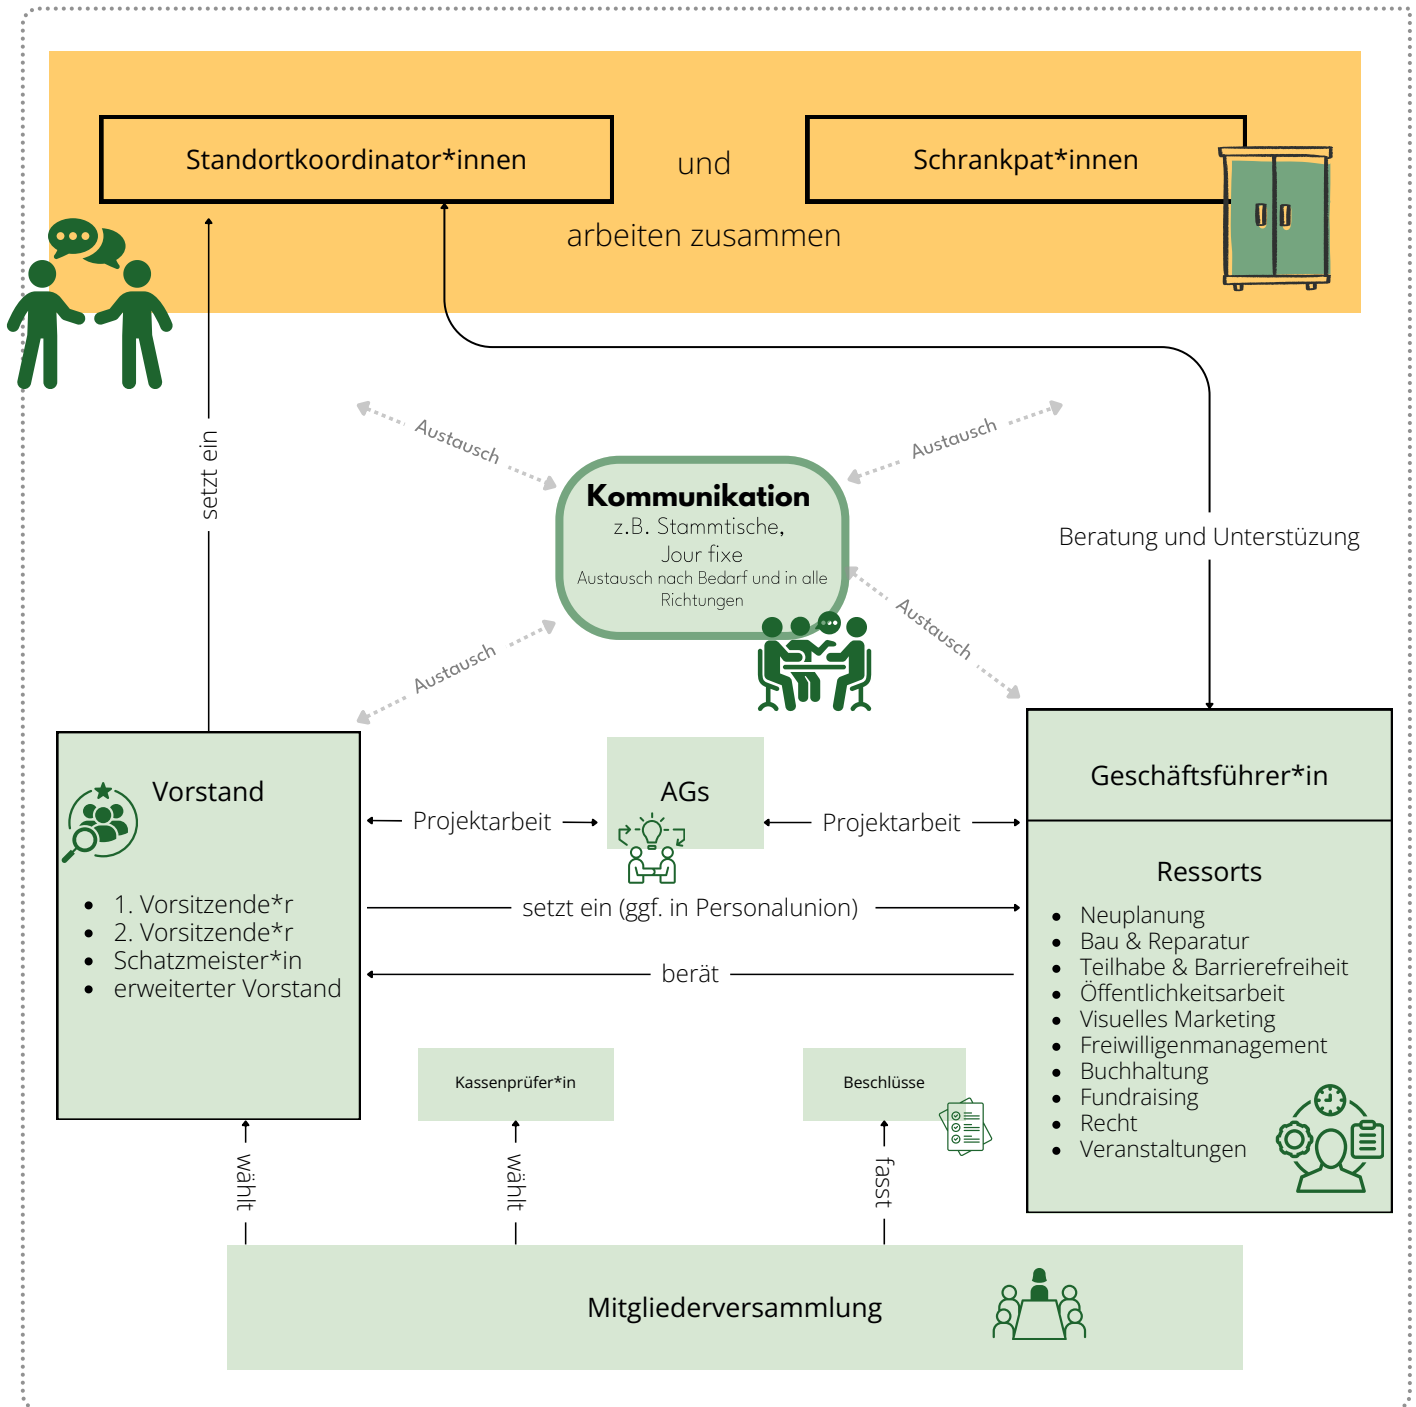 Standortkoordinator*innen
und
Schrankpat*innen
arbeiten zusammen
setzt ein
Austausch
Austausch
Kommunikation
z.B. Stammtische,
Jour fixe
Austausch nach Bedarf und in alle
Richtungen
Beratung und Unterstüzung
Austausch
Austausch
Vorstand
1. Vorsitzende*r
2. Vorsitzende*r
Schatzmeister*in
erweiterter Vorstand
Projektarbeit
AGs
Projektarbeit
setzt ein (ggf. in Personalunion)
berät
Geschäftsführer*in
Ressorts
Neuplanung
Bau & Reparatur
Teilhabe & Barrierefreiheit
Öffentlichkeitsarbeit
Visuelles Marketing
Freiwilligenmanagement
Buchhaltung
Fundraising
Recht
Veranstaltungen
Kassenprüfer*in
Beschlüsse
wählt
wählt
fasst
Mitgliederversammlung